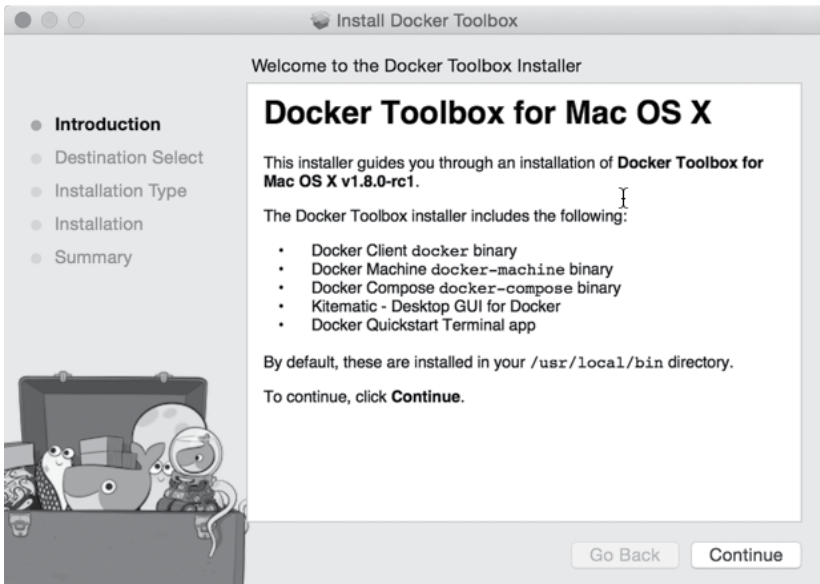 Install Docker Toolbox
Welcome to the Docker Toolbox Installer
Introduction
Destination Select
Installation Type
Installation
Summary
Docker Toolbox for Mac OS X
This installer guides you through an installation of Docker Toolbox for
Mac OS X v1.8.0-rc1.
The Docker Toolbox installer includes the following:
• Docker Client docker binary
• Docker Machine docker-machine binary
• Docker Compose docker-compose binary
• Kitematic - Desktop GUI for Docker
• Docker Quickstart Terminal app
By default, these are installed in your /usr/local/bin directory.
To continue, click Continue.
Go Back
Continue